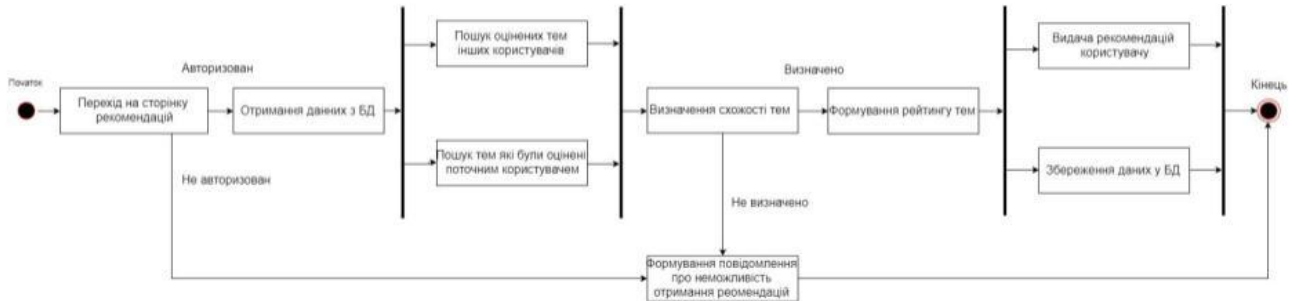 Початок
Перехід на сторінку
рекомендацій
Авторизован
Не авторизован
Отримання данних з БД
Пошук оцінених тем
інших користувачів
Пошук тем які були оцінені
поточним користувачем
Визначення схожості тем
Визначено
Не визначено
Формування рейтингу тем
Видача рекомендацій
користувачу
Збереження даних у БД
Кінець
Формування повідомлення
про неможливість
отримання реомендацій